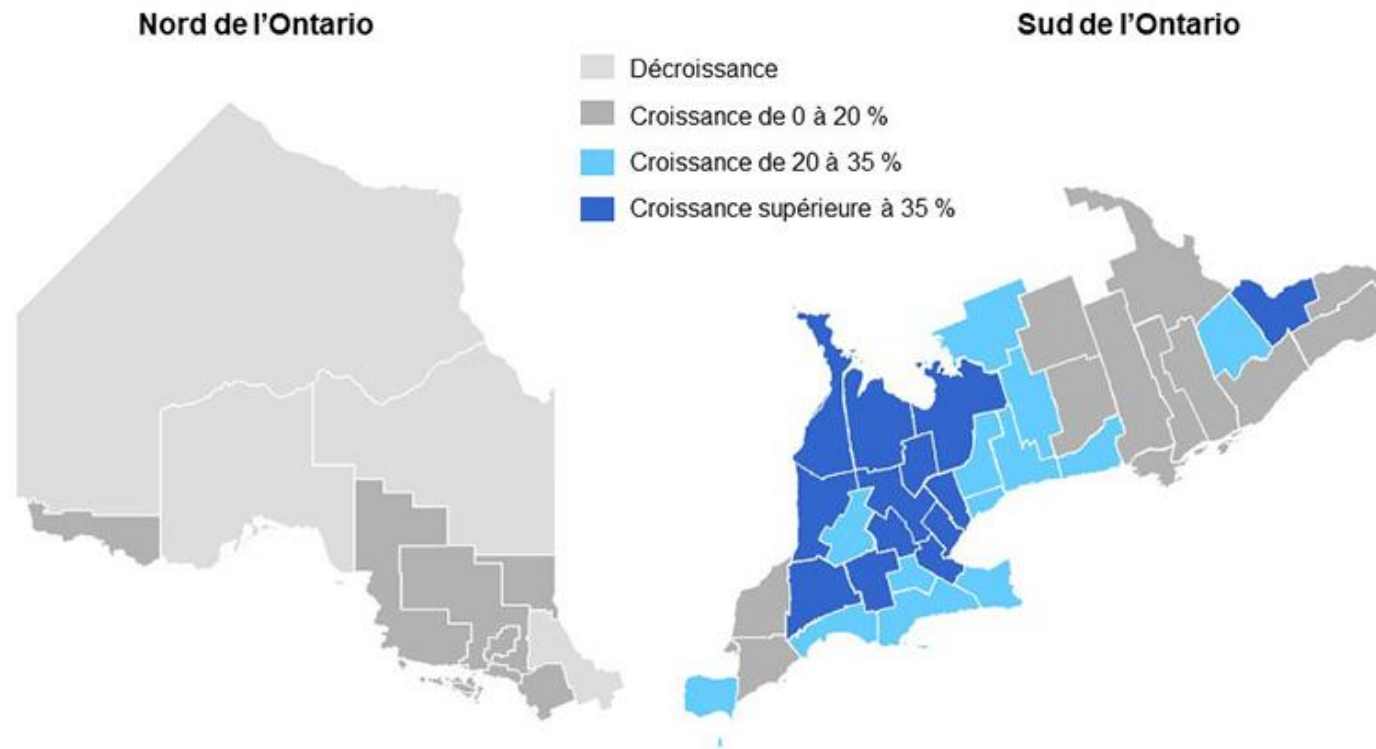 Nord de l'Ontario
Sud de l'Ontario
Décroissance
Croissance de 0 à 20 %
Croissance de 20 à 35 %
Croissance supérieure à 35 %